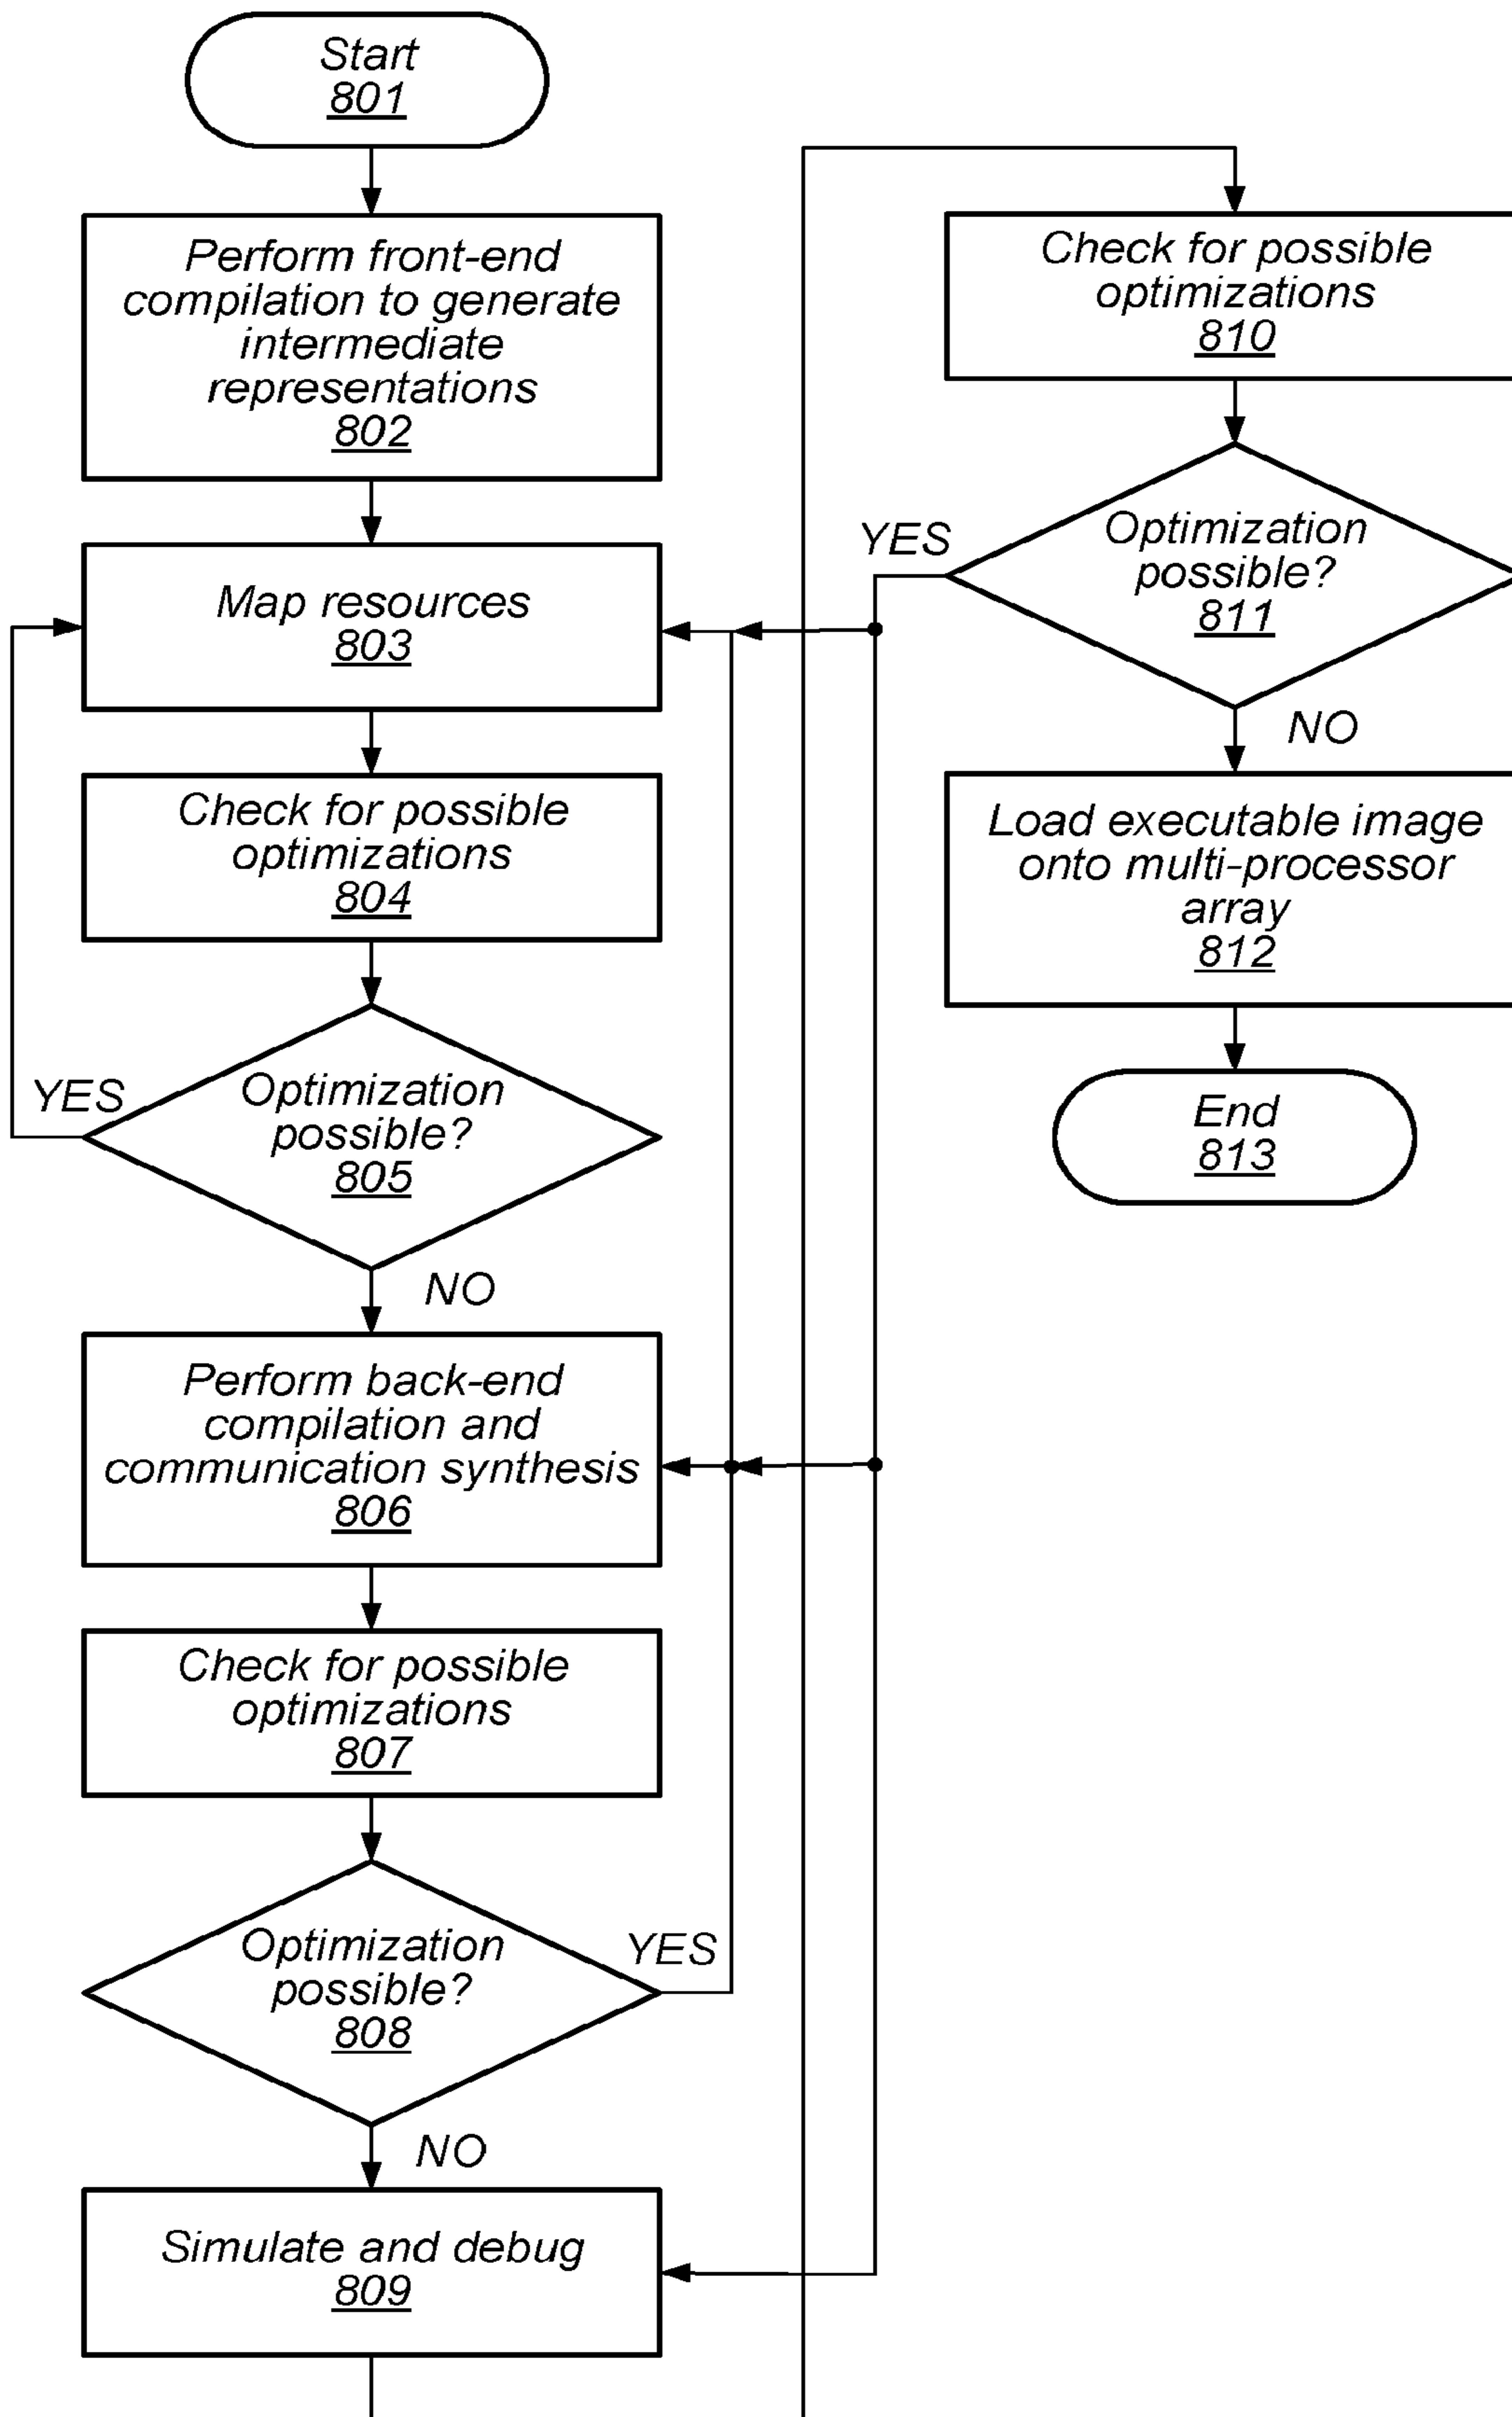 Start
801
Perform front-end
compilation to generate
intermediate
representations
802
Map resources
803
Check for possible
optimizations
804
YES
Optimization
possible?
805
NO
Perform back-end
compilation and
communication synthesis
806
Check for possible
optimizations
807
Optimization
possible?
808
YES
NO
Simulate and debug
809
Check for possible
optimizations
810
YES
Optimization
possible?
811
NO
Load executable image
onto multi-processor
array
812
End
813